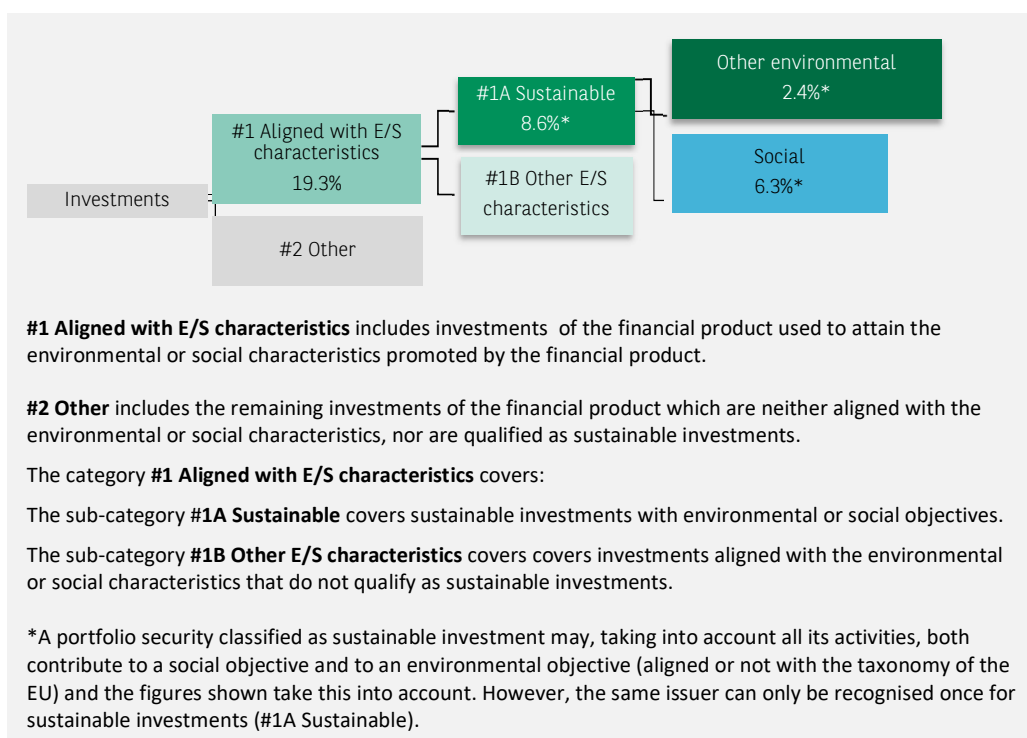 Other environmental
2.4%*
#1A Sustainable
8.6%*
#1 Aligned with E/S
characteristics
19.3%
Social
6.3%*
#1B Other E/S
characteristics
Investments
#2 Other
#1 Aligned with E/S characteristics includes investments of the financial product used to attain the
environmental or social characteristics promoted by the financial product.
#2 Other includes the remaining investments of the financial product which are neither aligned with the
environmental or social characteristics, nor are qualified as sustainable investments.
The category #1 Aligned with E/S characteristics covers:
The sub-category #1A Sustainable covers sustainable investments with environmental or social objectives.
The sub-category #1B Other E/S characteristics covers covers investments aligned with the environmental
or social characteristics that do not qualify as sustainable investments.
*A portfolio security classified as sustainable investment may, taking into account all its activities, both
contribute to a social objective and to an environmental objective (aligned or not with the taxonomy of the
EU) and the figures shown take this into account. However, the same issuer can only be recognised once for
sustainable investments (#1A Sustainable).